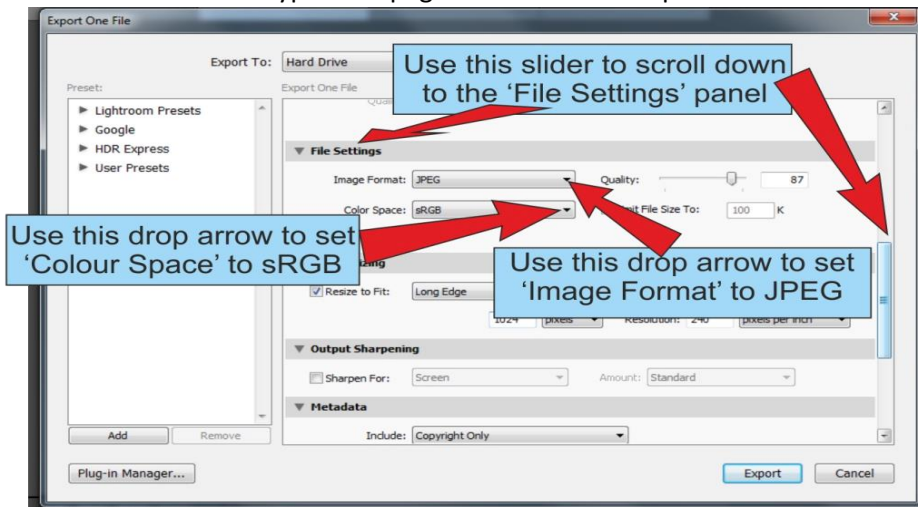 Export One File
Export To: Hard Drive
Use this slider to scroll down
to the ‘File Settings’ panel
Preset:
Export One File
Lightroom Presets
Google
HDR Express
User Presets
File Settings
Image Format: JPEG Quality: 87
Color Space: sRGB File Size To: 100 K
Use this drop arrow to set
‘Colour Space’ to sRGB
Use this drop arrow to set
‘Image Format’ to JPEG
Resize to Fit: Long Edge
1024 pixels Resolution: 240 pixels per inch
Output Sharpening
Sharpen For: Screen Amount: Standard
Metadata
Include: Copyright Only
Add Remove
Plug-in Manager... Export Cancel